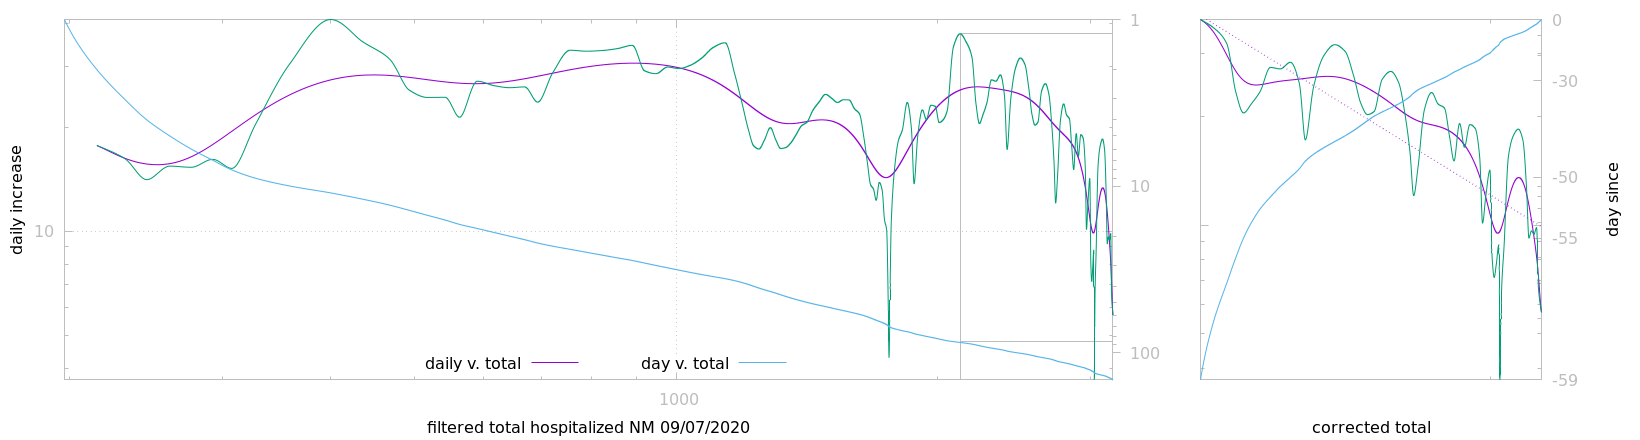 daily increase
10
daily v. total
day v. total
1000
filtered total hospitalized NM 09/07/2020
1
10
100
0
-30
-50
-55
-59
day since
corrected total